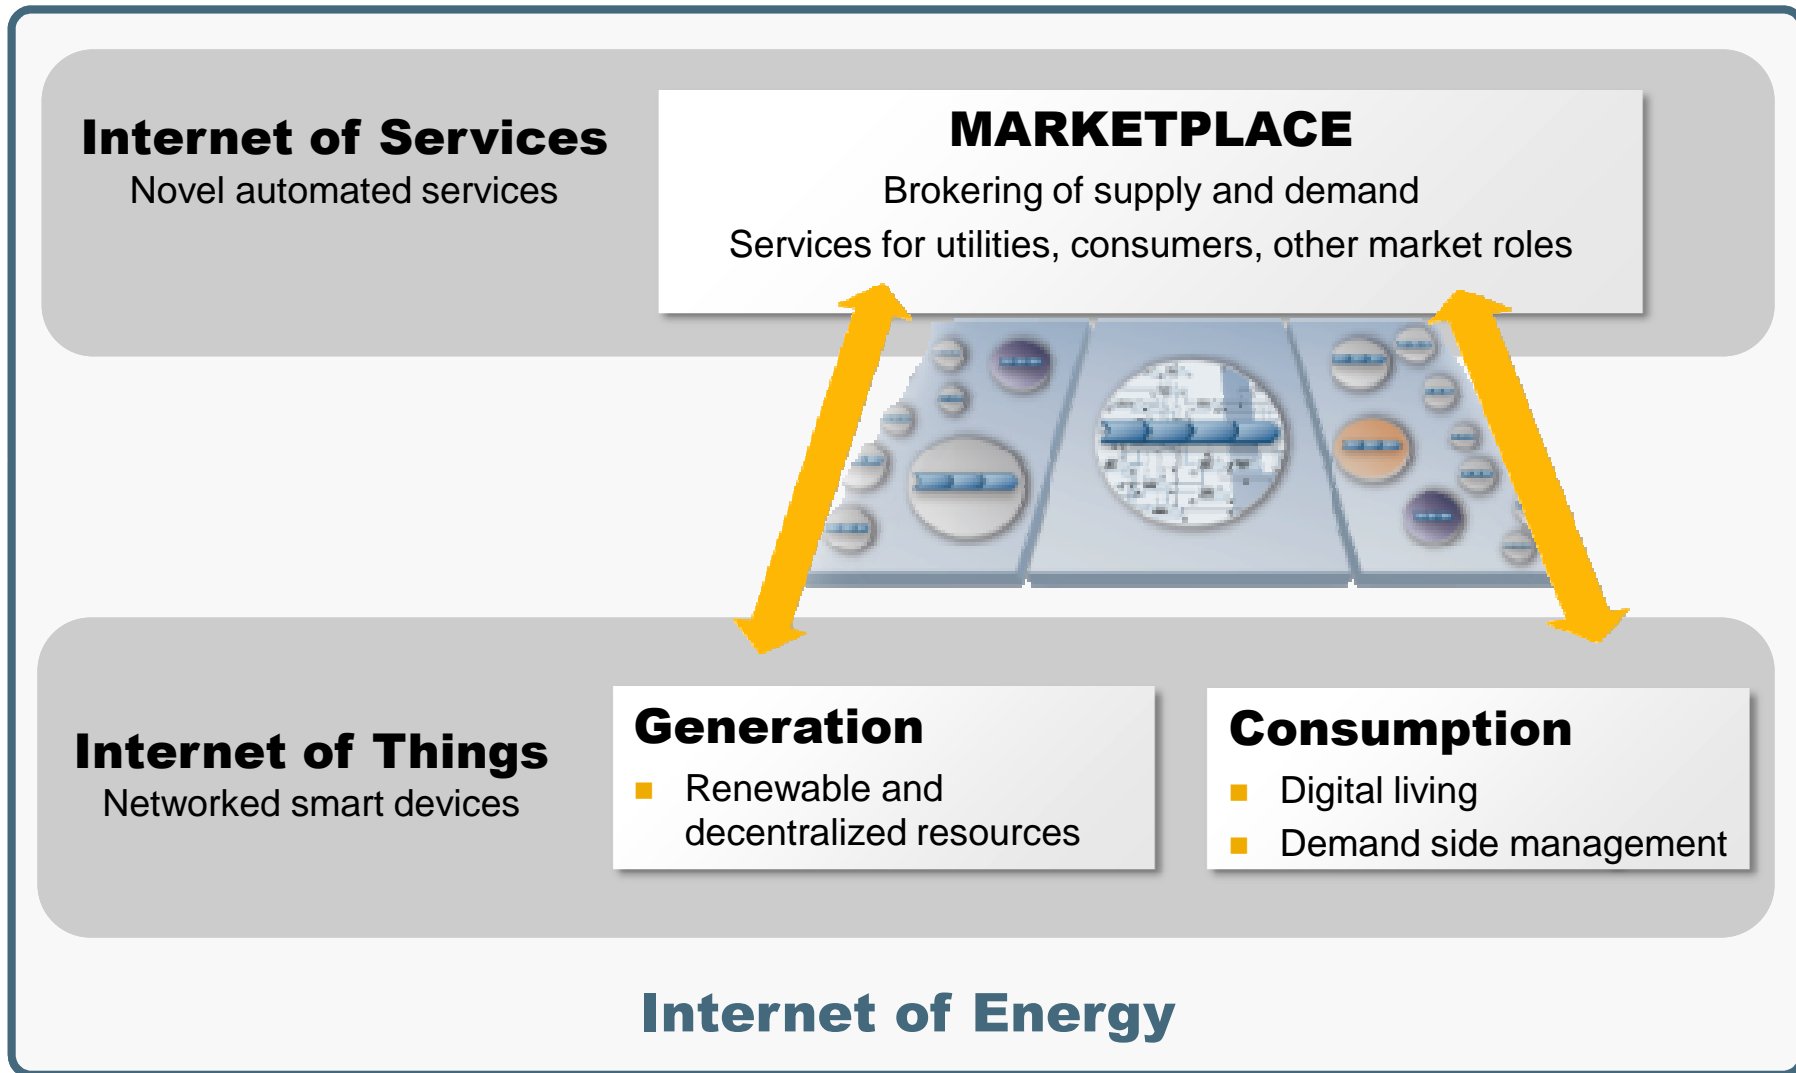 Internet of Services
Novel automated services
MARKETPLACE
Brokering of supply and demand
Services for utilities, consumers, other market roles
Internet of Things
Networked smart devices
Generation
Renewable and
decentralized resources
Consumption
Digital living
Demand side management
Internet of Energy